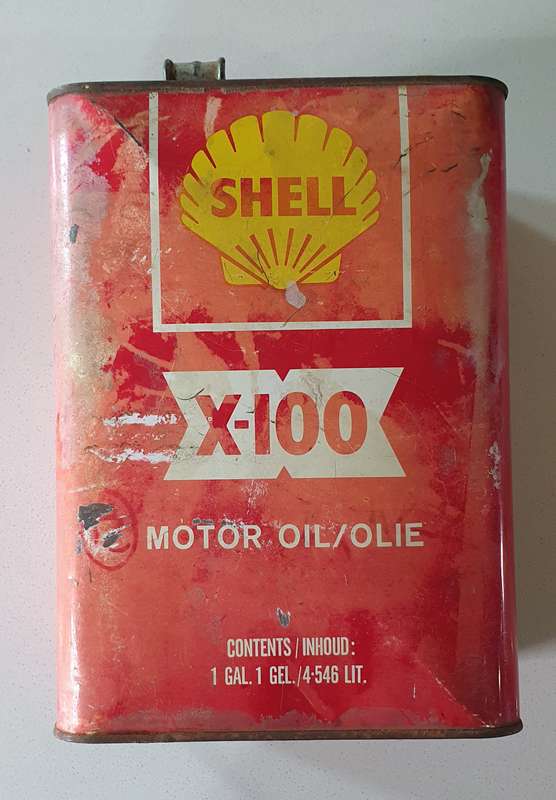 SHELL
X-100
MOTOR OIL/OLIE
CONTENTS / INHOUD:
1 GAL. 1 GEL./4·546 LIT.